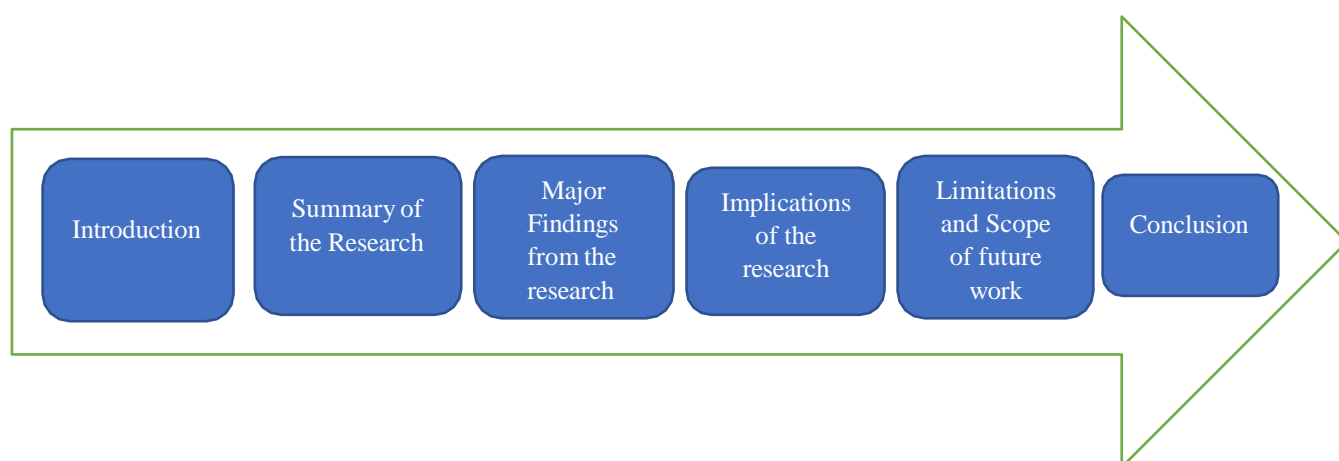 Introduction
Summary of
the Research
Major
Findings
from the
research
Implications
of the
research
Limitations
and Scope
of future
work
Conclusion